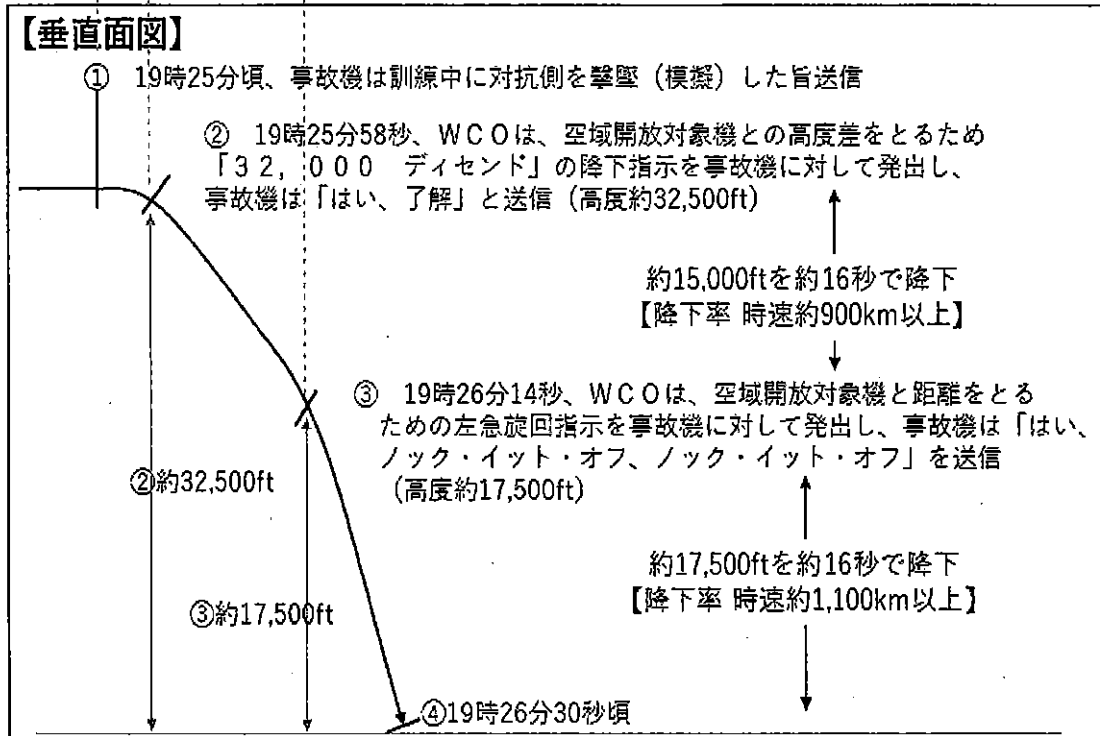 【垂直面図】
① 19時25分頃、事故機は訓練中に対抗側を撃墜（模擬）した旨送信
② 19時25分58秒、ＷＣＯは、空域開放対象機との高度差をとるため
「３２，０００ ディセンド」の降下指示を事故機に対して発出し、
事故機は「はい、了解」と送信（高度約32,500ft）
約15,000ftを約16秒で降下
【降下率 時速約900km以上】
③ 19時26分14秒、ＷＣＯは、空域開放対象機と距離をとる
ための左急旋回指示を事故機に対して発出し、事故機は「はい、
ノック・イット・オフ、ノック・イット・オフ」を送信
（高度約17,500ft）
②約32,500ft
約17,500ftを約16秒で降下
【降下率 時速約1,100km以上】
③約17,500ft
④19時26分30秒頃